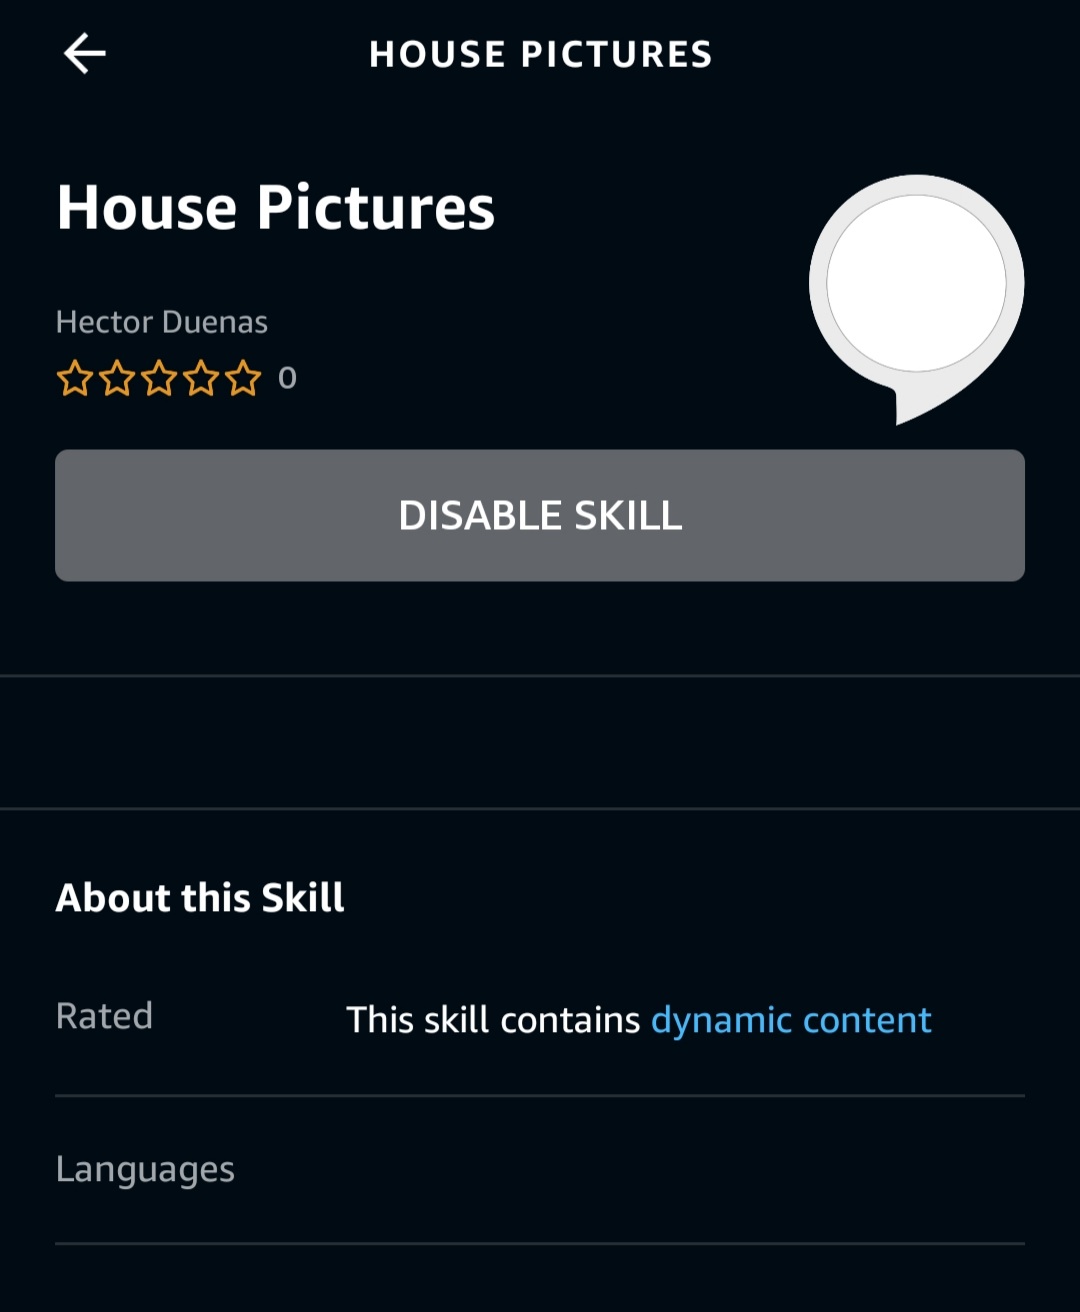 HOUSE PICTURES
House Pictures
Hector Duenas
0
DISABLE SKILL
About this Skill
Rated
This skill contains dynamic content
Languages